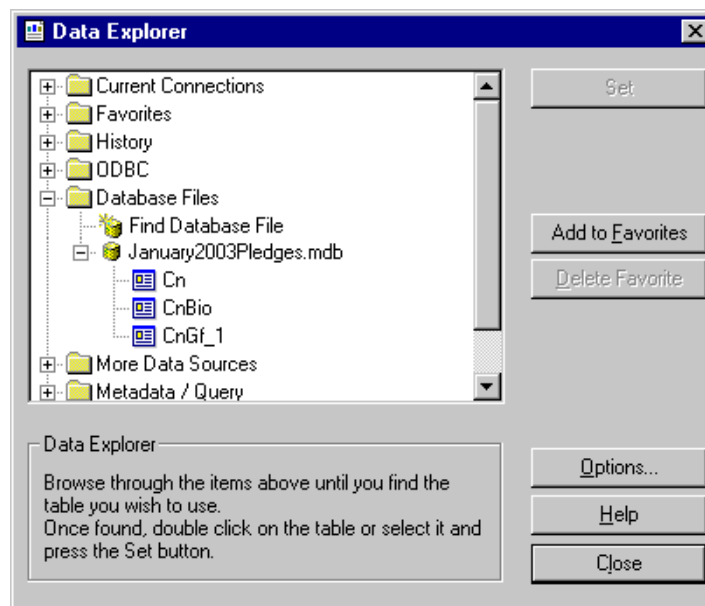 Data Explorer
Current Connections
Favorites
History
ODBC
Database Files
Find Database File
January2003Pledges.mdb
Cn
CnBio
CnGf_1
More Data Sources
Metadata / Query
Set
Add to Favorites
Delete Favorite
Data Explorer
Browse through the items above until you find the
table you wish to use.
Once found, double click on the table or select it and
press the Set button.
Options...
Help
Close